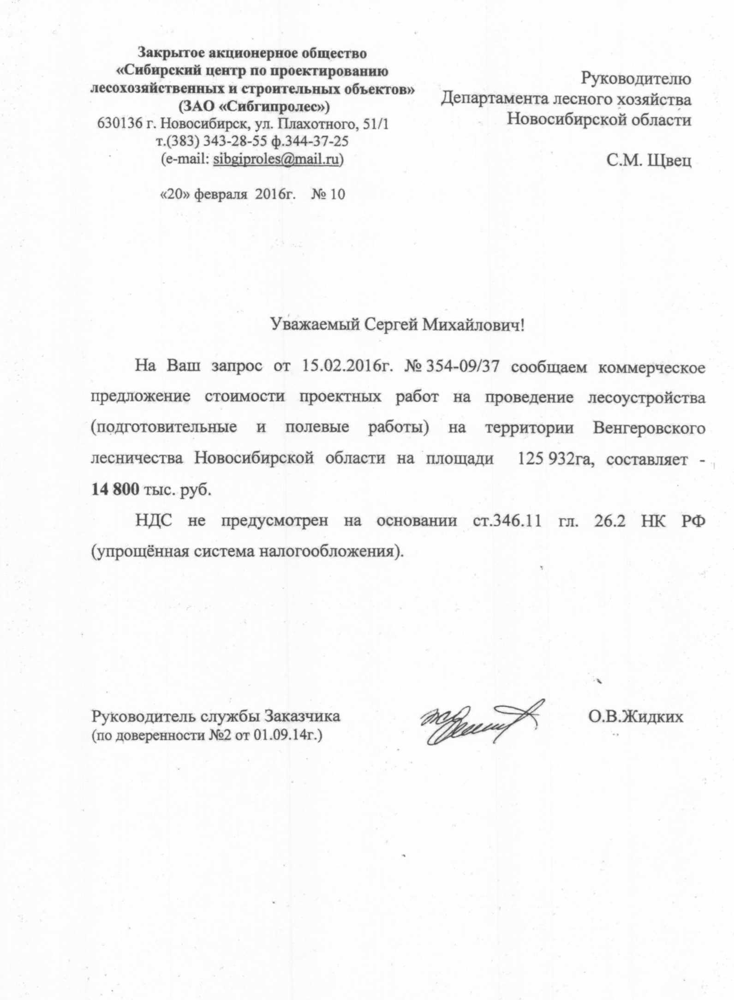 Закрытое акционерное общество
«Сибирский центр по проектированию
лесохозяйственных и строительных объектов»
(ЗАО «Сибгипролес»)
630136 г. Новосибирск, ул. Плахотного, 51/1
т.(383) 343-28-55 ф.344-37-25
(e-mail: sibgiproles@mail.ru)
«20» февраля 2016г. № 10
Руководителю
Департамента лесного хозяйства
Новосибирской области
С.М. Щвец
Уважаемый Сергей Михайлович!
На Ваш запрос от 15.02.2016г. № 354-09/37 сообщаем коммерческое
предложение стоимости проектных работ на проведение лесоустройства
(подготовительные и полевые работы) на территории Венгеровского
лесничества Новосибирской области на площади 125 932га, составляет -
14 800 тыс. руб.
НДС не предусмотрен на основании ст.346.11 гл. 26.2 НК РФ
(упрощённая система налогообложения).
Руководитель службы Заказчика
(по доверенности №2 от 01.09.14г.)
О.В.Жидких